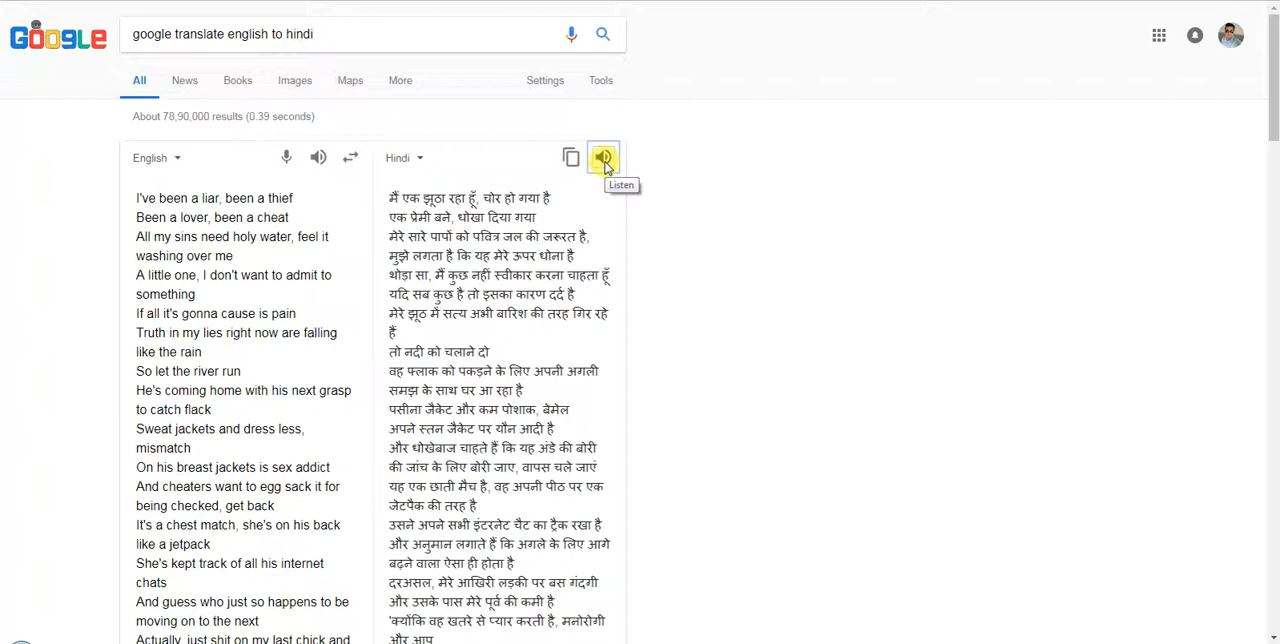 Google
google translate english to hindi
All News Books Images Maps More Settings Tools
About 78,90,000 results (0.39 seconds)
English
Hindi
Listen
I've been a liar, been a thief
Been a lover, been a cheat
All my sins need holy water, feel it
washing over me
A little one, I don't want to admit to
something
If all it's gonna cause is pain
Truth in my lies right now are falling
like the rain
So let the river run
He's coming home with his next grasp
to catch flack
Sweat jackets and dress less,
mismatch
On his breast jackets is sex addict
And cheaters want to egg sack it for
being checked, get back
It's a chest match, she's on his back
like a jetpack
She's kept track of all his internet
chats
And guess who just so happens to be
moving on to the next
Actually, just shit on my last chick and
मैं एक झूठा रहा हूँ, चोर हो गया है
एक प्रेमी बने, धोखा दिया गया
मेरे सारे पापों को पवित्र जल की जरूरत है,
मुझे लगता है कि यह मेरे ऊपर धोना है
थोड़ा सा, मैं कुछ नहीं स्वीकार करना चाहता हूँ
यदि सब कुछ है तो इसका कारण दर्द है
मेरे झूठ में सत्य अभी बारिश की तरह गिर रहे
हैं
तो नदी को चलाने दो
वह फ्लाक को पकड़ने के लिए अपनी अगली
समझ के साथ घर आ रहा है
पसीना जैकेट और कम पोशाक, बेमेल
अपने स्तन जैकेट पर यौन आदी है
और धोखेबाज चाहते हैं कि यह अंडे की बोरी
की जांच के लिए बोरी जाए, वापस चले जाएं
यह एक छाती मैच है, वह अपनी पीठ पर एक
जेटपैक की तरह है
उसने अपने सभी इंटरनेट चैट का ट्रैक रखा है
और अनुमान लगाते हैं कि अगले के लिए आगे
बढ़ने वाला ऐसा ही होता है
दरअसल, मेरे आखिरी लड़की पर बस गंदगी
और उसके पास मेरे पूर्व की कमी है
'क्योंकि वह खतरे से प्यार करती है, मनोरोगी
और आप